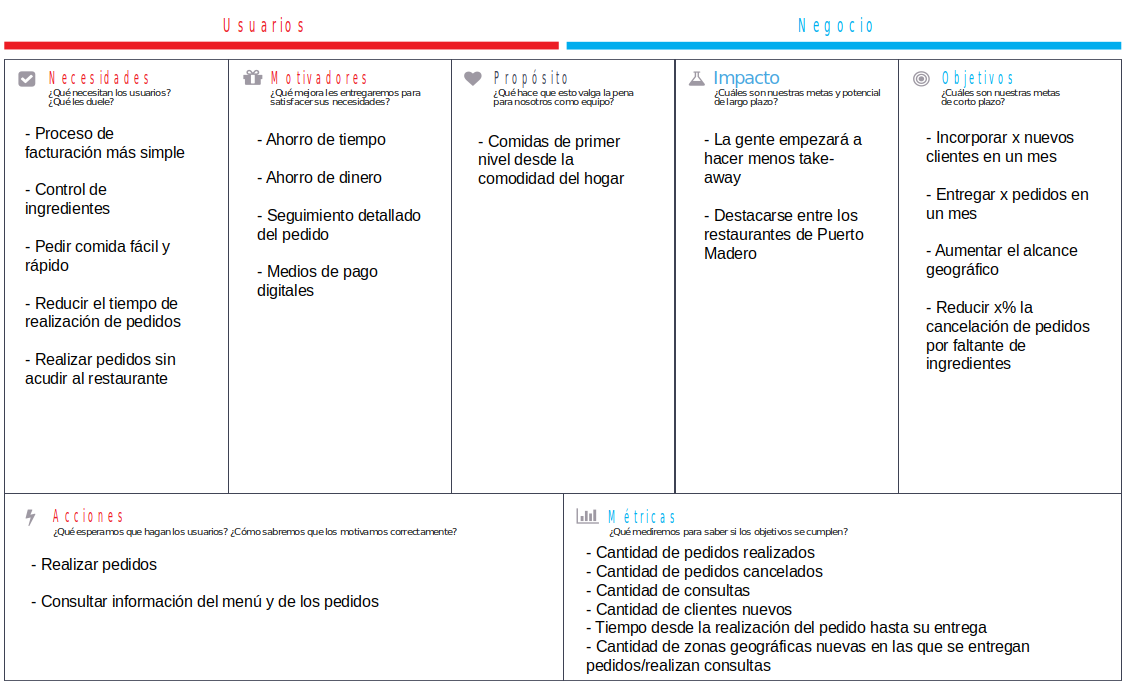 Usuarios
Negocio
Necesidades
¿Qué necesitan los usuarios?
¿Qué les duele?
- Proceso de
facturación más simple
- Control de
ingredientes
- Pedir comida fácil y
rápido
- Reducir el tiempo de
realización de pedidos
- Realizar pedidos sin
acudir al restaurante
Motivadores
¿Qué mejora les entregaremos para
satisfacer sus necesidades?
- Ahorro de tiempo
- Ahorro de dinero
- Seguimiento detallado
del pedido
- Medios de pago
digitales
Propósito
¿Qué hace que esto valga la pena
para nosotros como equipo?
- Comidas de primer
nivel desde la
comodidad del hogar
Impacto
¿Cuáles son nuestras metas y potencial
de largo plazo?
- La gente empezará a
hacer menos take-
away
- Destacarse entre los
restaurantes de Puerto
Madero
Objetivos
¿Cuáles son nuestras metas
de corto plazo?
- Incorporar x nuevos
clientes en un mes
- Entregar x pedidos en
un mes
- Aumentar el alcance
geográfico
- Reducir x% la
cancelación de pedidos
por faltante de
ingredientes
Acciones
¿Qué esperamos que hagan los usuarios? ¿Cómo sabremos que los motivamos correctamente?
- Realizar pedidos
- Consultar información del menú y de los pedidos
Métricas
¿Qué mediremos para saber si los objetivos se cumplen?
- Cantidad de pedidos realizados
- Cantidad de pedidos cancelados
- Cantidad de consultas
- Cantidad de clientes nuevos
- Tiempo desde la realización del pedido hasta su entrega
- Cantidad de zonas geográficas nuevas en las que se entregan
pedidos/realizan consultas